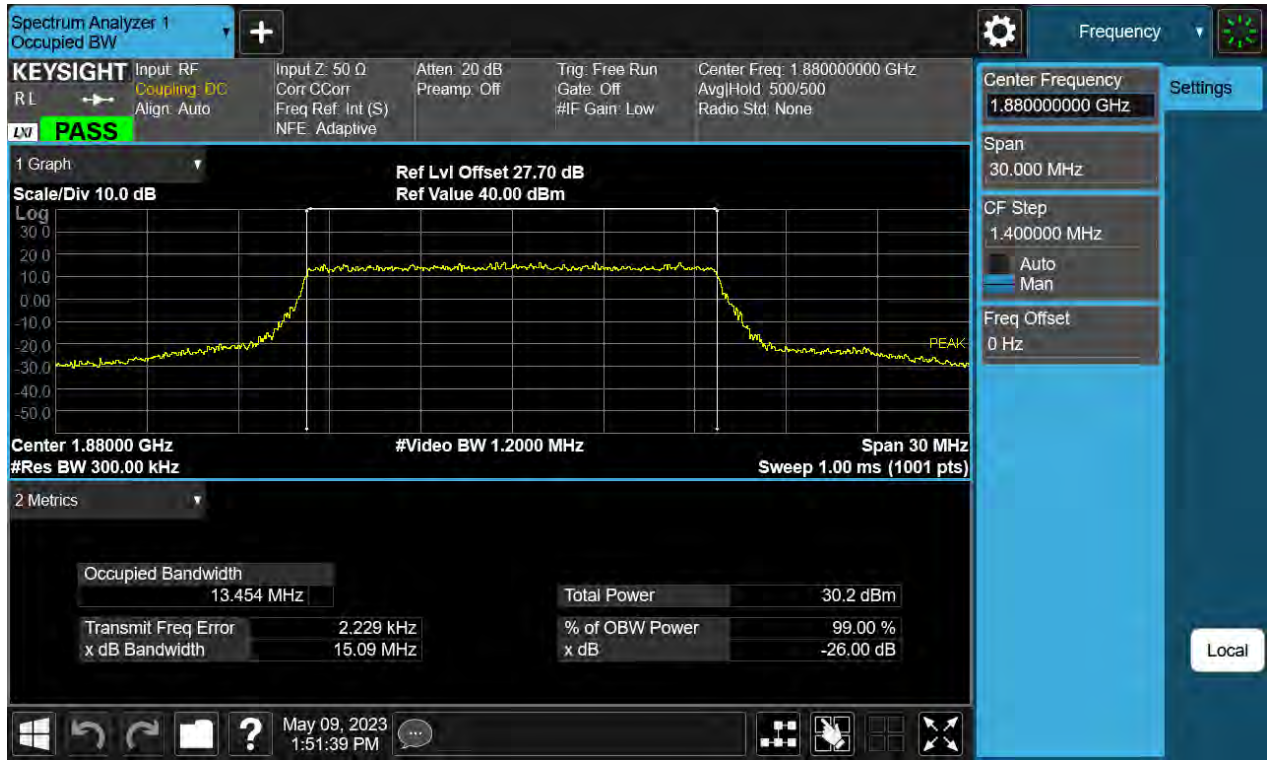 Spectrum Analyzer 1
Occupied BW
Frequency
KEYSIGHT
RL
LXI
PASS
Input: RF
Coupling: DC
Align: Auto
Input Z: 50 Ω
Corr CCorr
Freq Ref: Int (S)
NFE: Adaptive
Atten: 20 dB
Preamp: Off
Trig: Free Run
Gate: Off
#IF Gain: Low
Center Freq: 1.880000000 GHz
Avg|Hold: 500/500
Radio Std: None
1 Graph
Scale/Div 10.0 dB
Ref Lvl Offset 27.70 dB
Ref Value 40.00 dBm
Log
30.0
20.0
10.0
0.00
-10.0
-20.0
-30.0
-40.0
-50.0
PEAK
Center 1.88000 GHz
#Video BW 1.2000 MHz
Span 30 MHz
#Res BW 300.00 kHz
Sweep 1.00 ms (1001 pts)
2 Metrics
Occupied Bandwidth
13.454 MHz
Transmit Freq Error 2.229 kHz
x dB Bandwidth 15.09 MHz
Total Power 30.2 dBm
% of OBW Power 99.00 %
x dB -26.00 dB
Center Frequency
1.880000000 GHz
Span
30.000 MHz
CF Step
1.400000 MHz
Auto
Man
Freq Offset
0 Hz
Settings
Local
?
May 09, 2023
1:51:39 PM